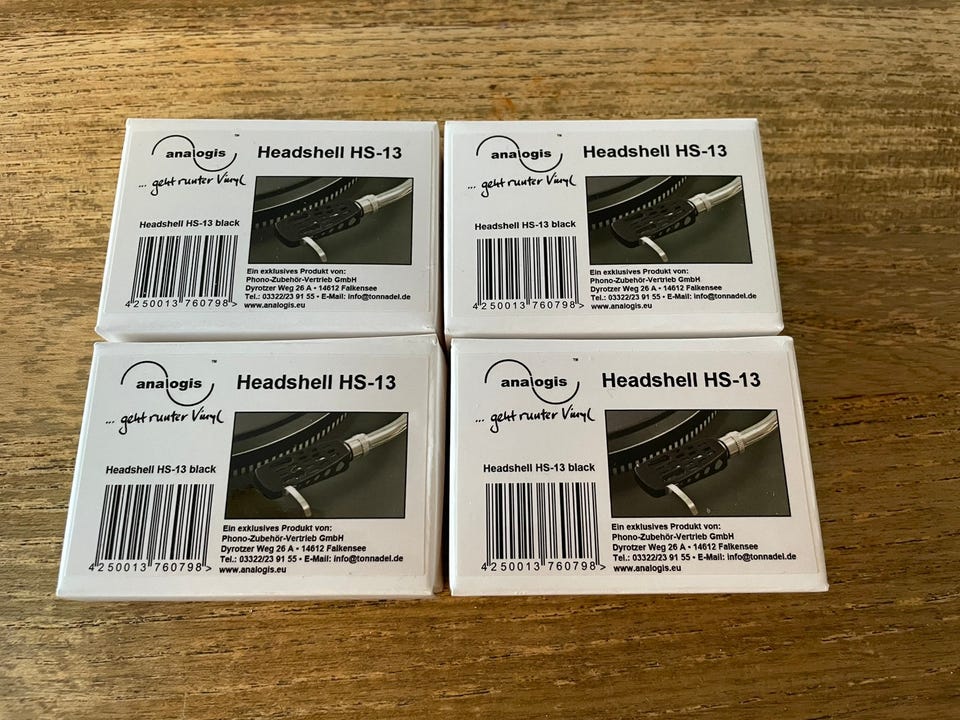 analogis™
Headshell HS-13
... geht runter Vinyl
Headshell HS-13 black
4 250013 760798 >
Ein exklusives Produkt von:
Phono-Zubehör-Vertrieb GmbH
Dyrotzer Weg 26 A • 14612 Falkensee
Tel.: 03322/23 91 55 • E-Mail: info@tonnadel.de
www.analogis.eu
analogis™
Headshell HS-13
... geht runter Vinyl
Headshell HS-13 black
4 250013 760798 >
Ein exklusives Produkt von:
Phono-Zubehör-Vertrieb GmbH
Dyrotzer Weg 26 A • 14612 Falkensee
Tel.: 03322/23 91 55 • E-Mail: info@tonnadel.de
www.analogis.eu
analogis™
Headshell HS-13
... geht runter Vinyl
Headshell HS-13 black
4 250013 760798 >
Ein exklusives Produkt von:
Phono-Zubehör-Vertrieb GmbH
Dyrotzer Weg 26 A • 14612 Falkensee
Tel.: 03322/23 91 55 • E-Mail: info@tonnadel.de
www.analogis.eu
analogis™
Headshell HS-13
... geht runter Vinyl
Headshell HS-13 black
4 250013 760798 >
Ein exklusives Produkt von:
Phono-Zubehör-Vertrieb GmbH
Dyrotzer Weg 26 A • 14612 Falkensee
Tel.: 03322/23 91 55 • E-Mail: info@tonnadel.de
www.analogis.eu